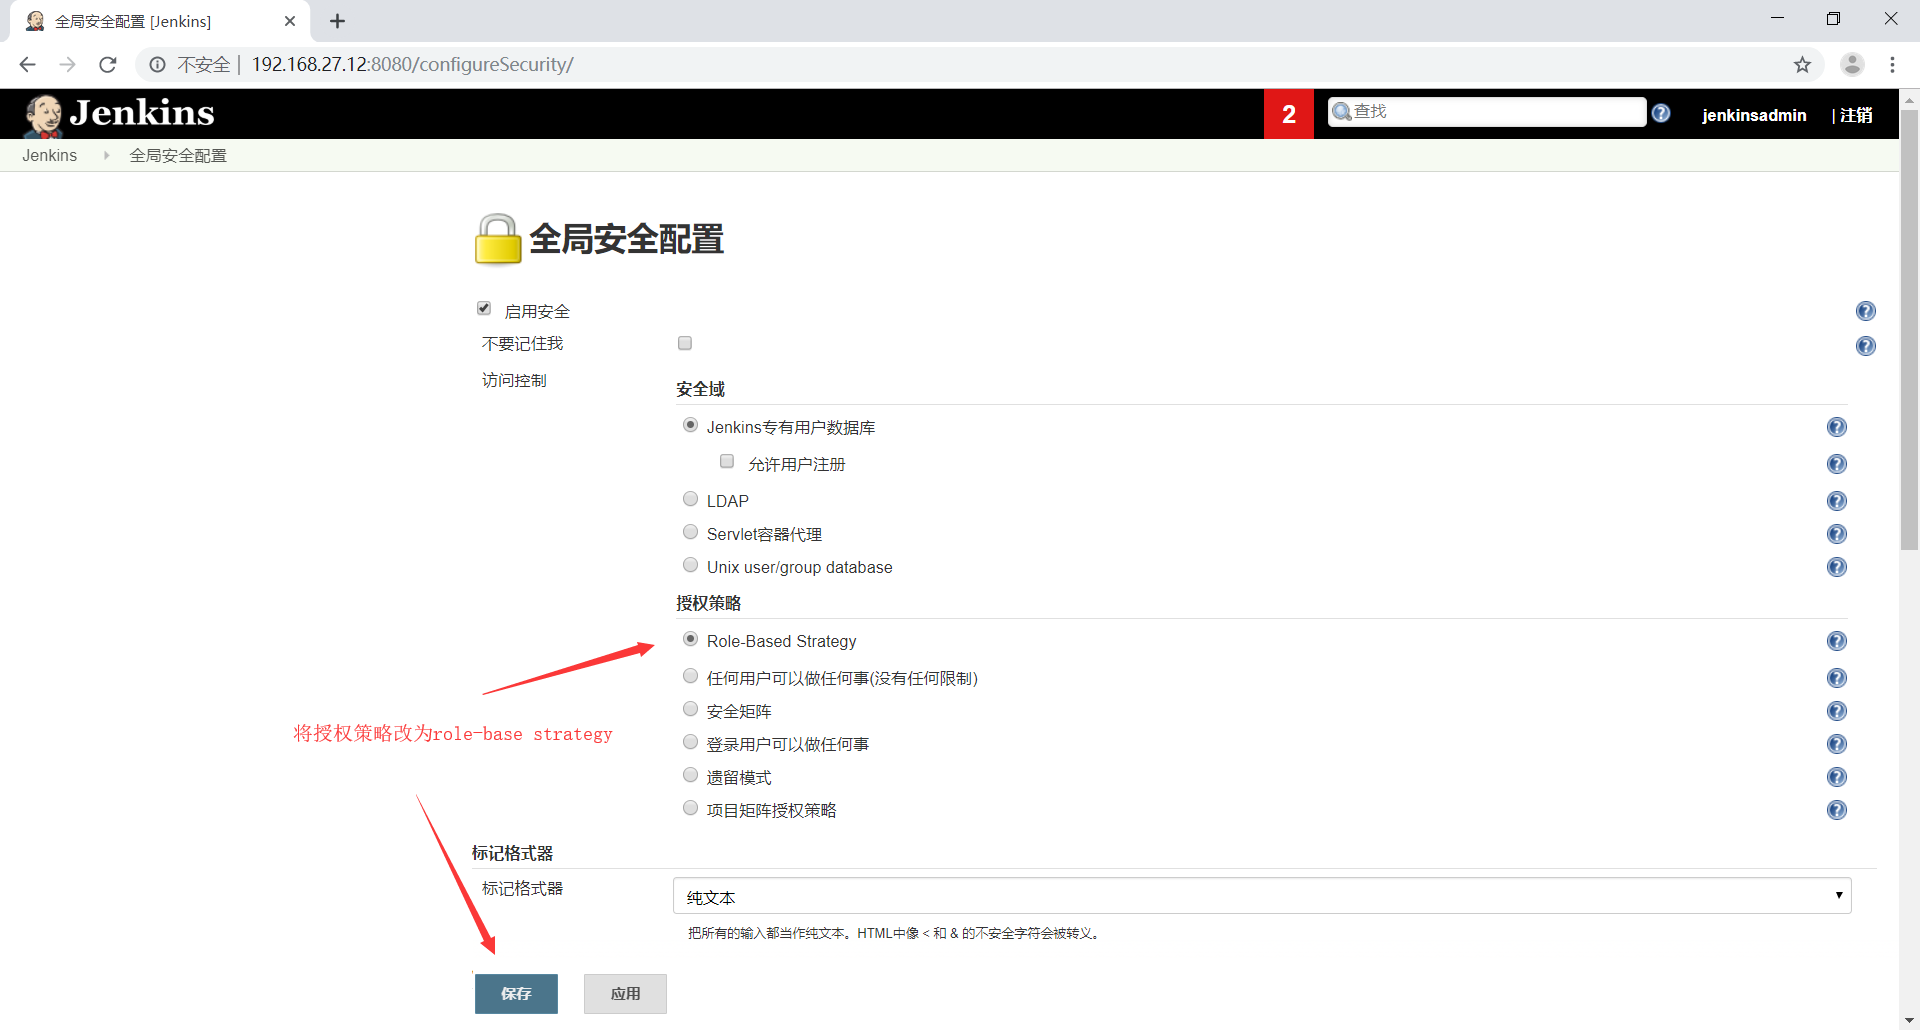 全局安全配置 [Jenkins]
不安全 | 192.168.27.12:8080/configureSecurity/
Jenkins
2
查找
jenkinsadmin
| 注销
Jenkins
全局安全配置
全局安全配置
启用安全
不要记住我
访问控制
安全域
Jenkins专有用户数据库
允许用户注册
LDAP
Servlet容器代理
Unix user/group database
授权策略
Role-Based Strategy
任何用户可以做任何事(没有任何限制)
安全矩阵
将授权策略改为role-base strategy
登录用户可以做任何事
遗留模式
项目矩阵授权策略
标记格式器
标记格式器
纯文本
把所有的输入都当作纯文本。HTML中像 < 和 & 的不安全字符会被转义。
保存
应用